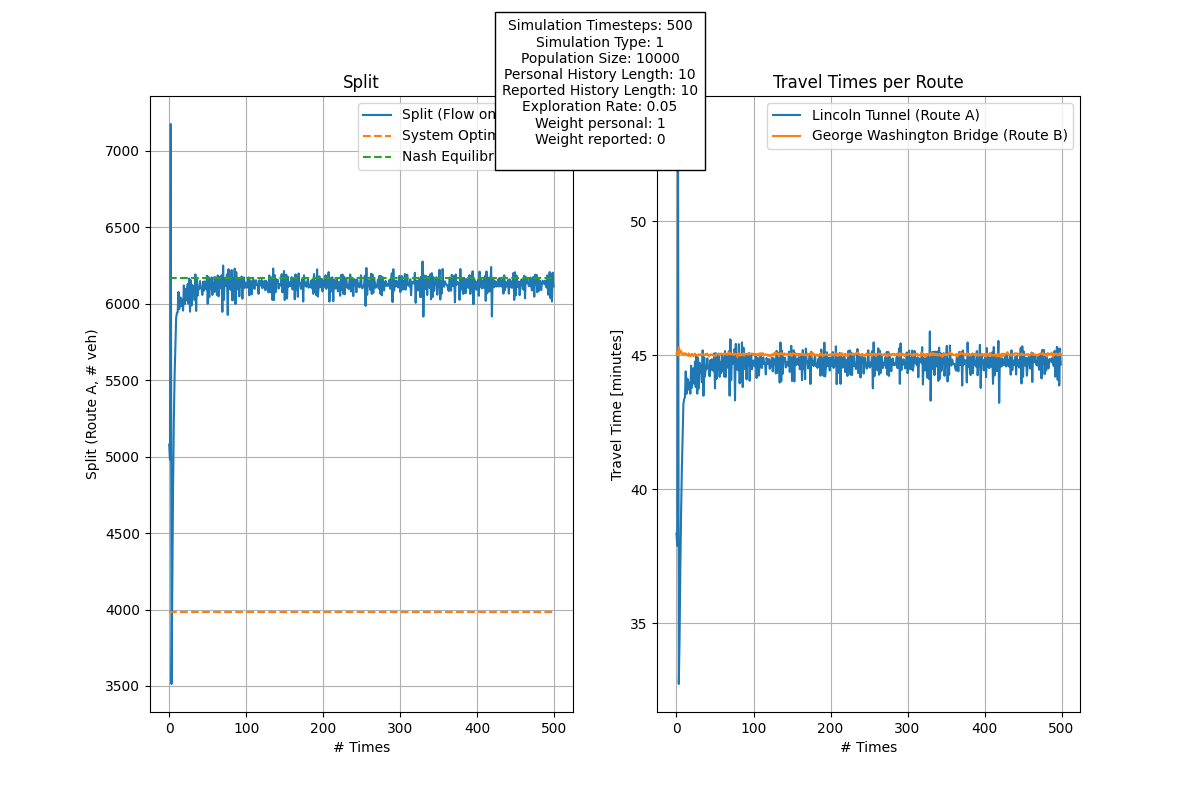 Simulation Timesteps: 500
Simulation Type: 1
Population Size: 10000
Personal History Length: 10
Reported History Length: 10
Exploration Rate: 0.05
Weight personal: 1
Weight reported: 0
Split
Split (Flow on
System Optim
Nash Equilibr
7000
6500
6000
5500
5000
4500
4000
3500
Split (Route A, # veh)
0 100 200 300 400 500
# Times
Travel Times per Route
Lincoln Tunnel (Route A)
George Washington Bridge (Route B)
50
45
40
35
Travel Time [minutes]
0 100 200 300 400 500
# Times